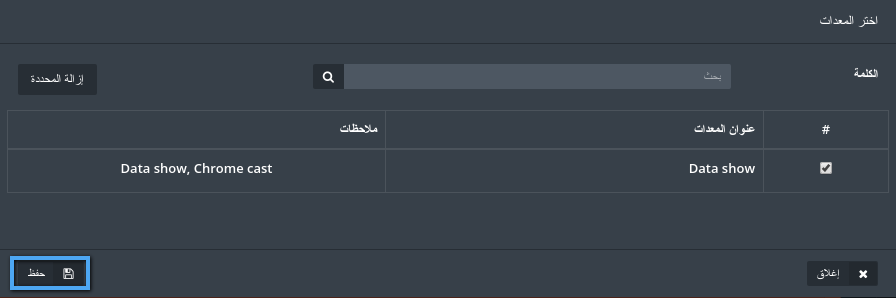 اختر المعدات
الكلمة
بحث
إزالة المحددة
# عنوان المعدات ملاحظات
Data show Data show, Chrome cast
إغلاق
حفظ